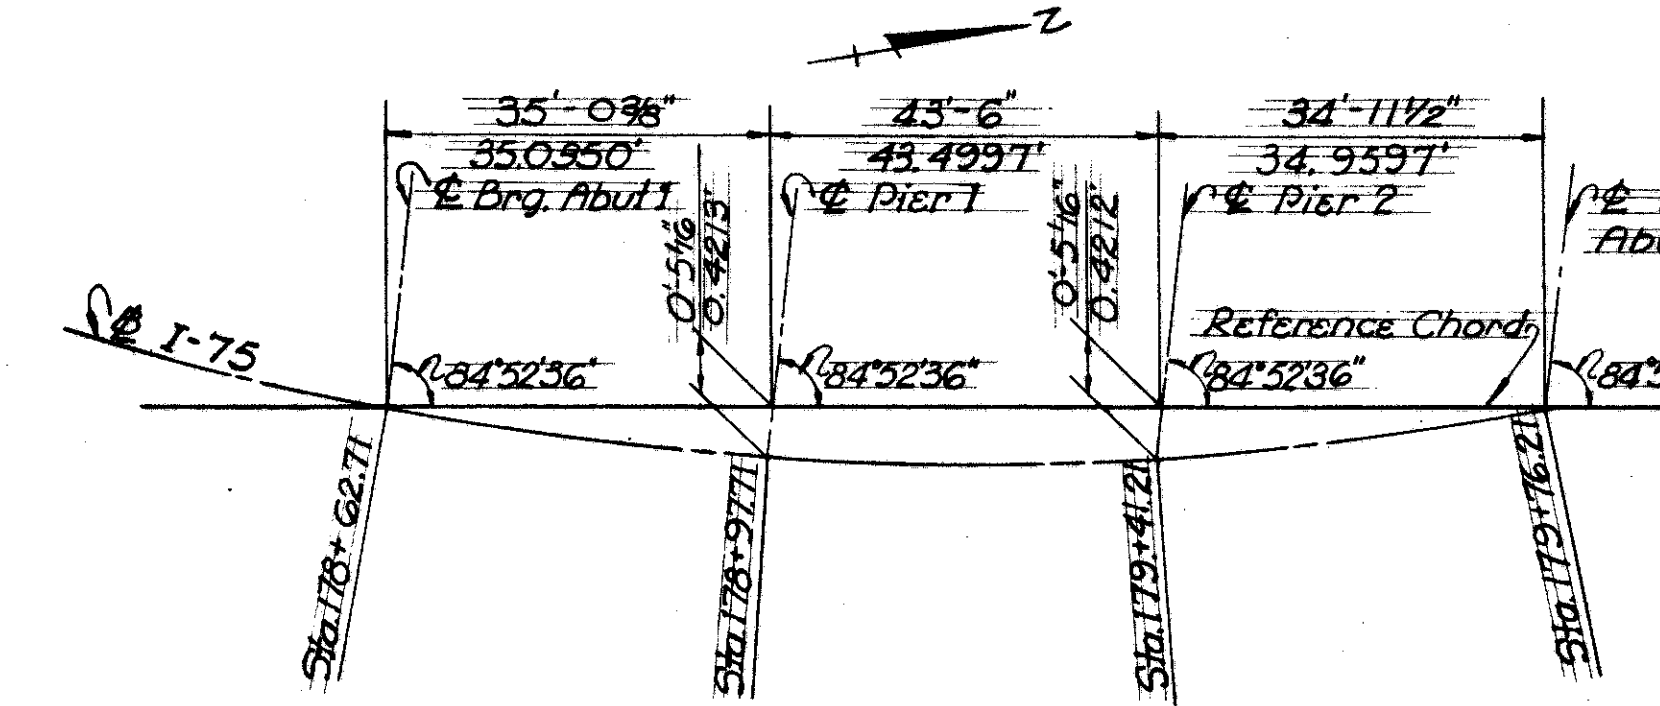 N
35'-0 3/8" 43'-6" 34'-11 1/2"
35.0350' 43.4997' 34.9597'
₵ Brg. Abut 1 ₵ Pier 1 ₵ Pier 2 ₵
Abu
0'-5 1/16"
0.4213'
0'-5 1/16"
0.4212'
Reference Chord
I-75
84°52'36" 84°52'36" 84°52'36" 84°5
Sta. 178+62.71
Sta. 178+97.71
Sta. 179+41.21
Sta. 179+76.21